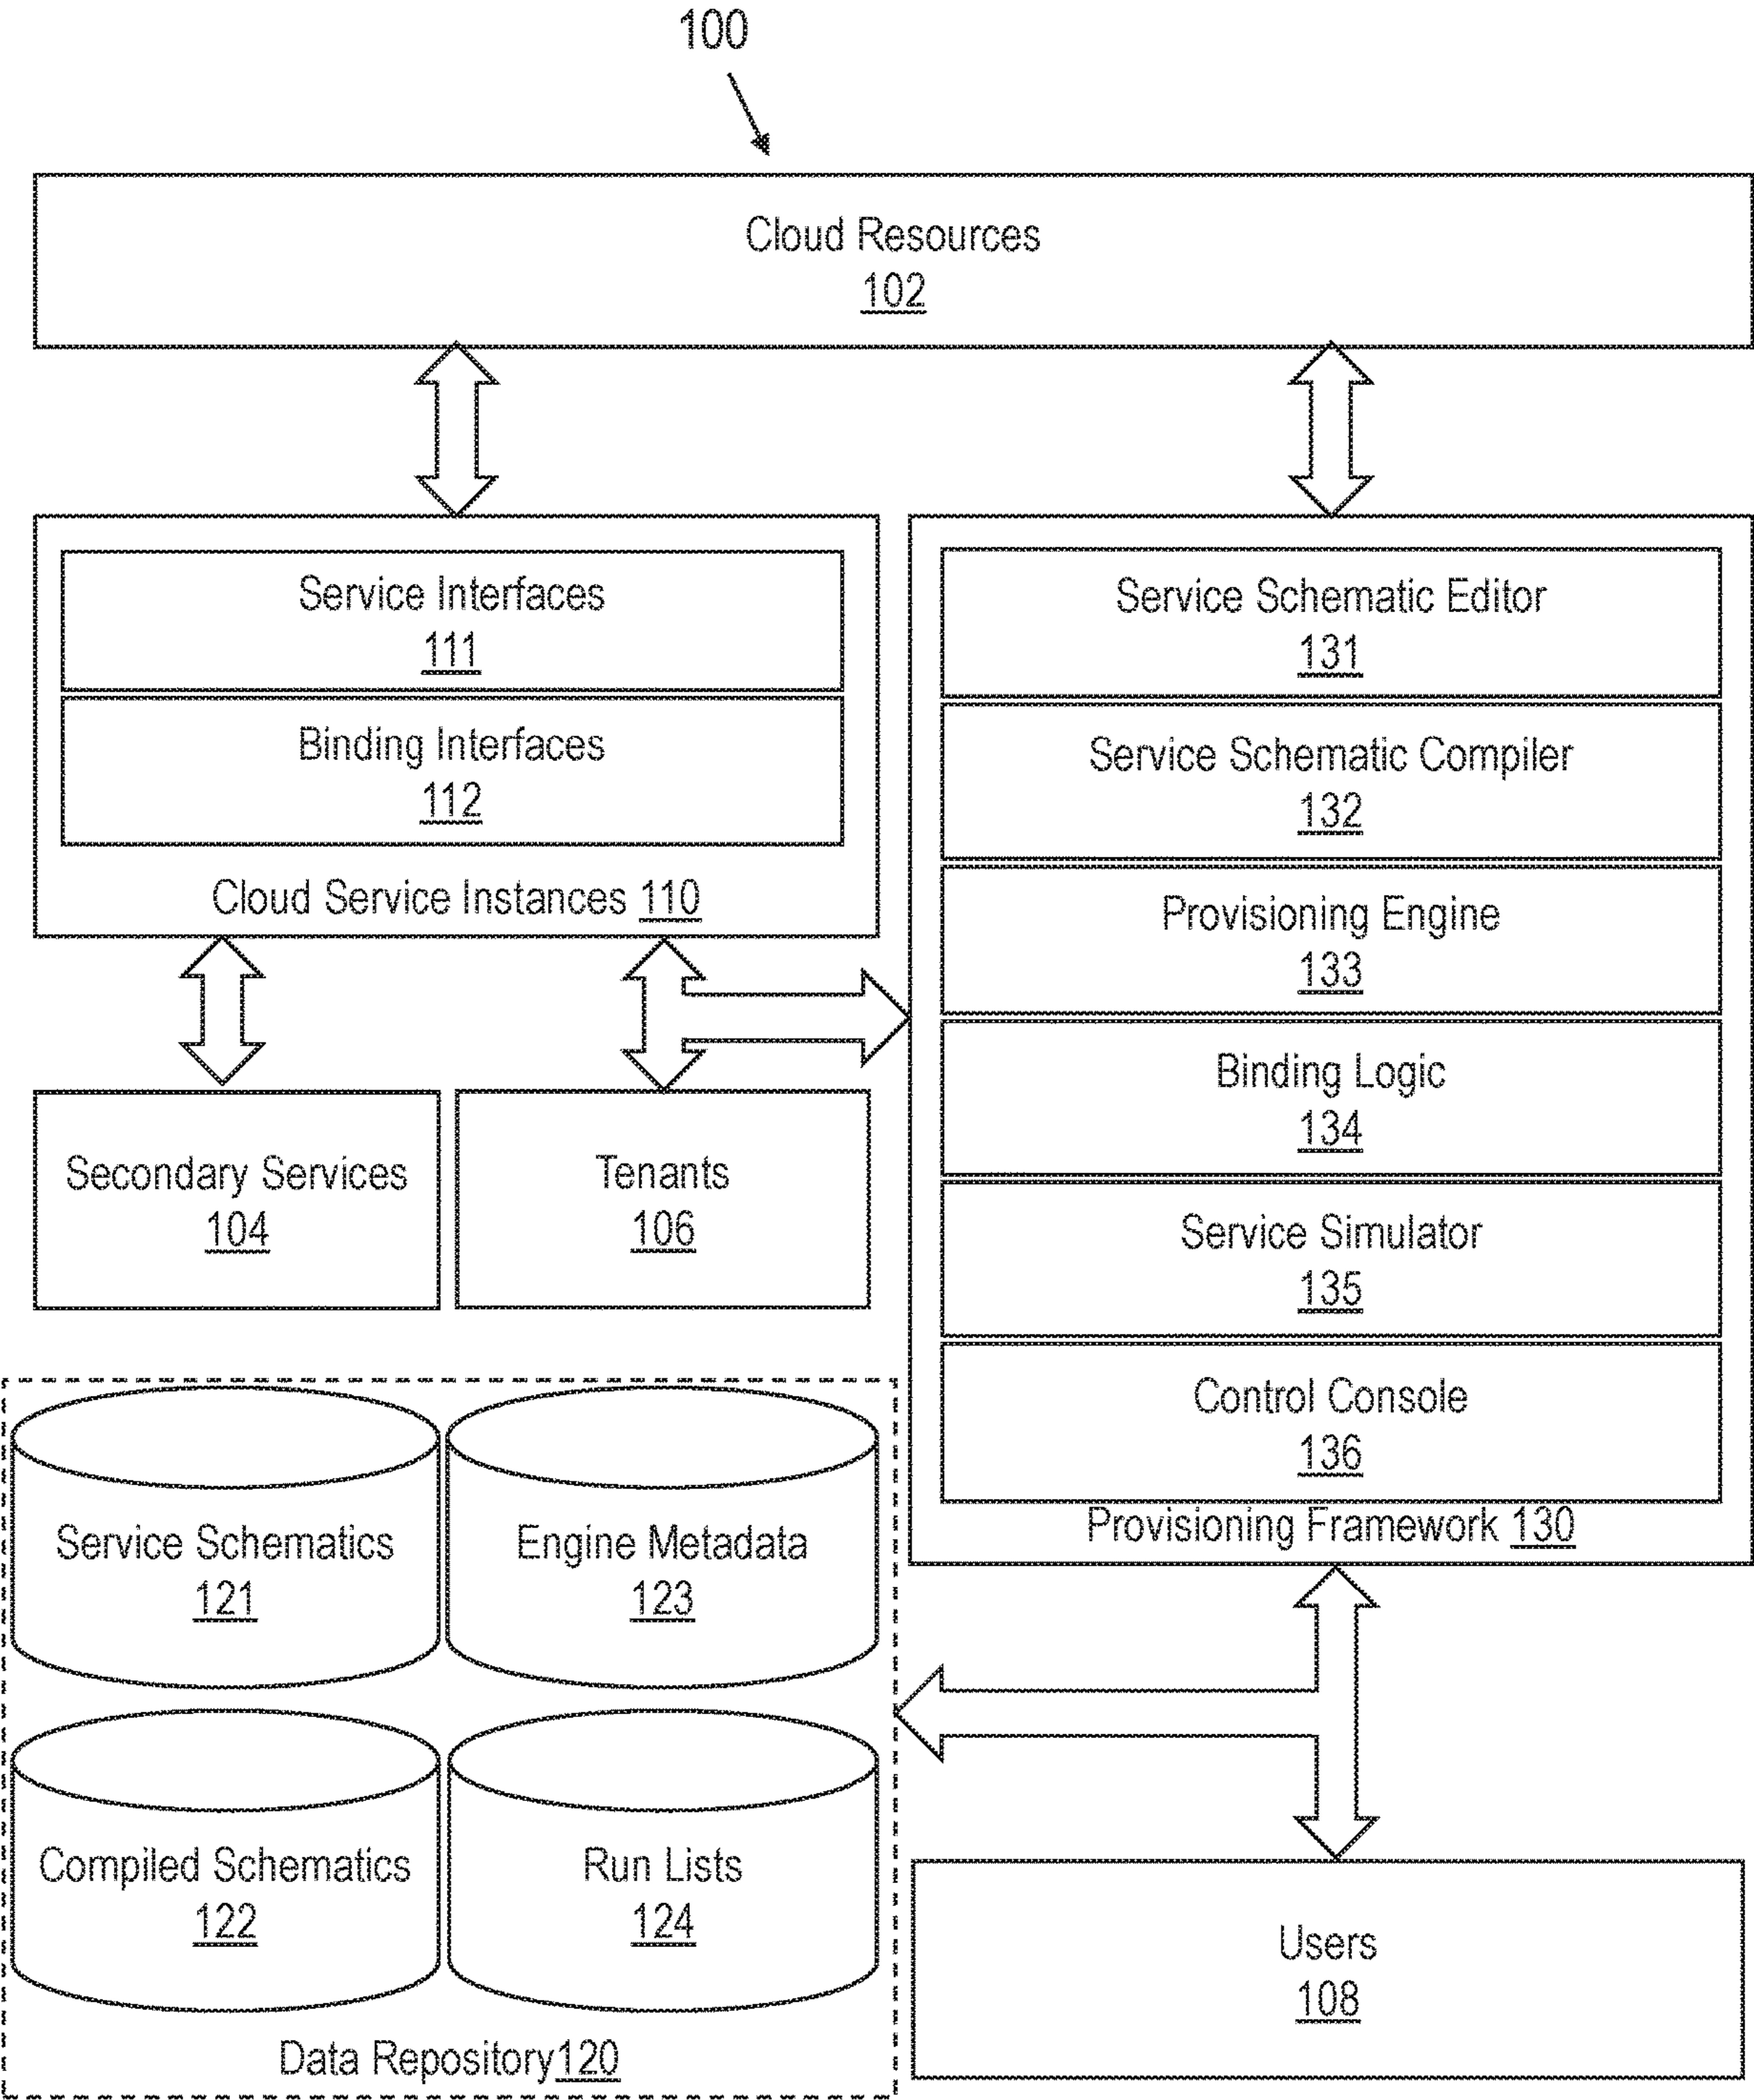 100
Cloud Resources
102
Service Interfaces
111
Binding Interfaces
112
Cloud Service Instances 110
Secondary Services
104
Tenants
106
Service Schematic Editor
131
Service Schematic Compiler
132
Provisioning Engine
133
Binding Logic
134
Service Simulator
135
Control Console
136
Provisioning Framework 130
Service Schematics
121
Engine Metadata
123
Compiled Schematics
122
Run Lists
124
Data Repository120
Users
108